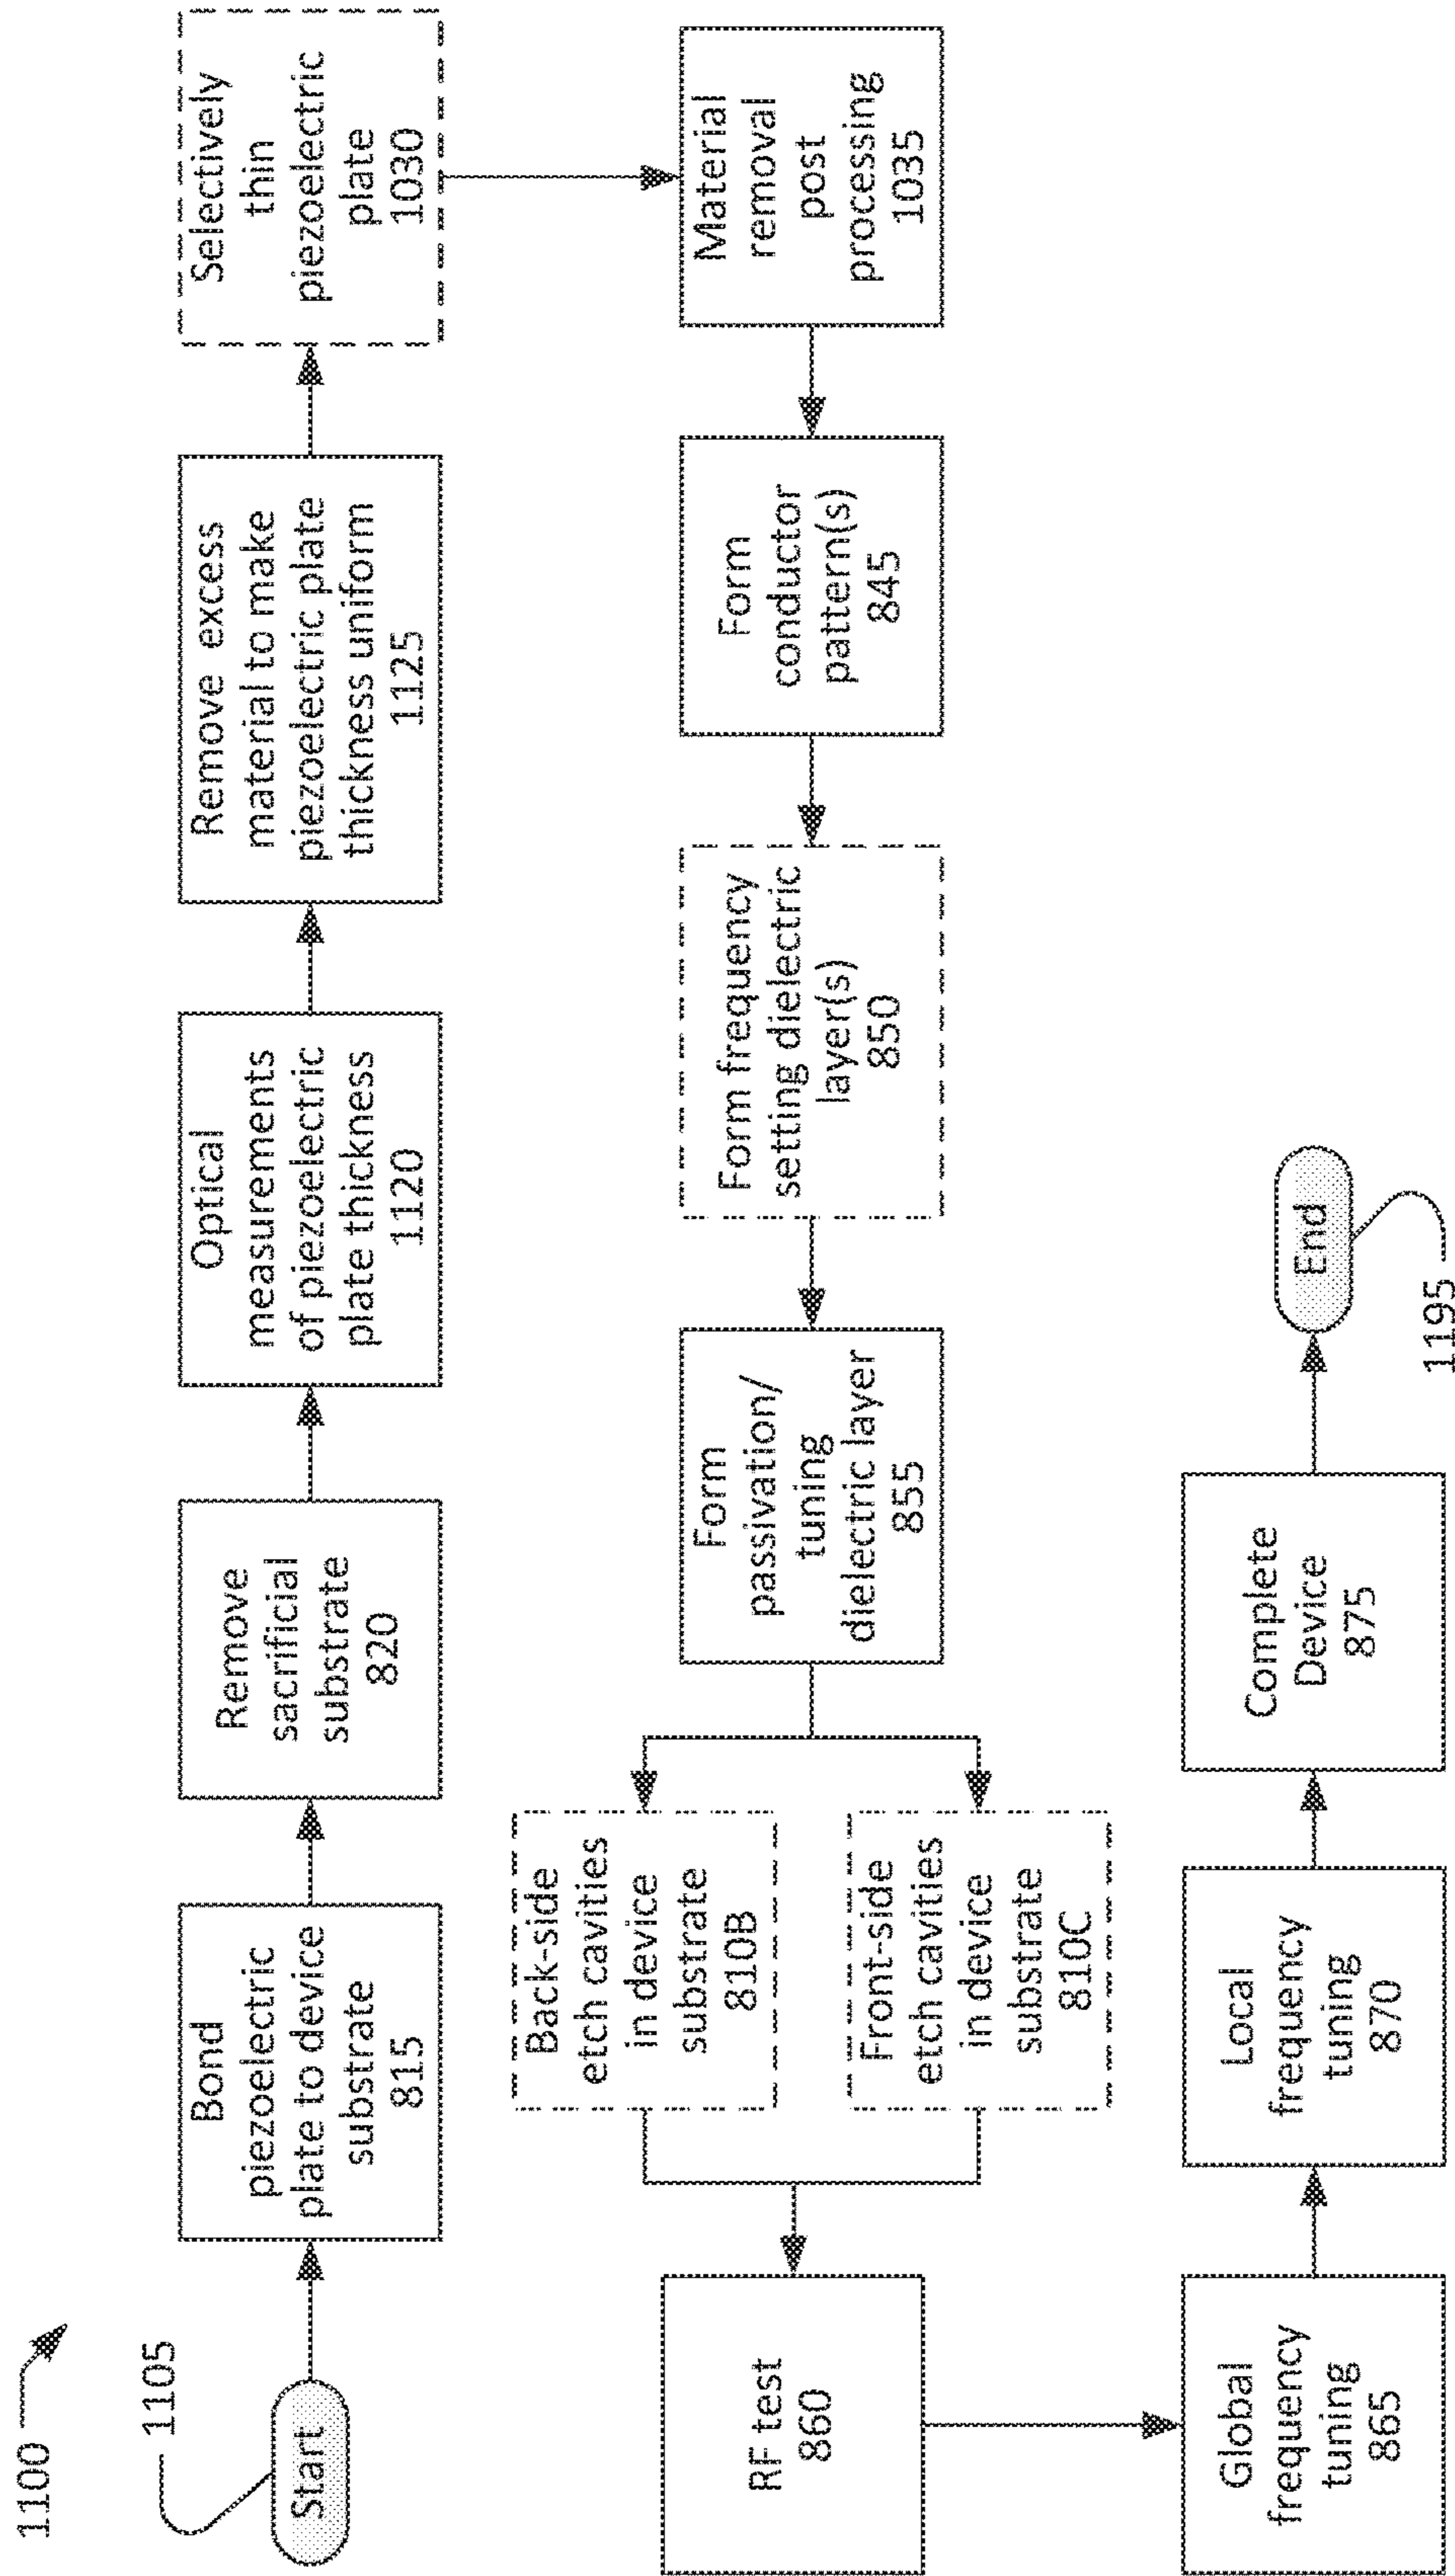 1100
1105
Start
Bond
piezoelectric
plate to device
substrate
815
Remove
sacrificial
substrate
820
Optical
measurements
of piezoelectric
plate thickness
1120
Remove excess
material to make
piezoelectric plate
thickness uniform
1125
Selectively
thin
piezoelectric
plate
1030
Material
removal
post
processing
1035
Form
conductor
pattern(s)
845
Form frequency
setting dielectric
layer(s)
850
Form
passivation/
tuning
dielectric layer
855
Back-side
etch cavities
in device
substrate
810B
Front-side
etch cavities
in device
substrate
810C
RF test
860
Global
frequency
tuning
865
Local
frequency
tuning
870
Complete
Device
875
End
1195